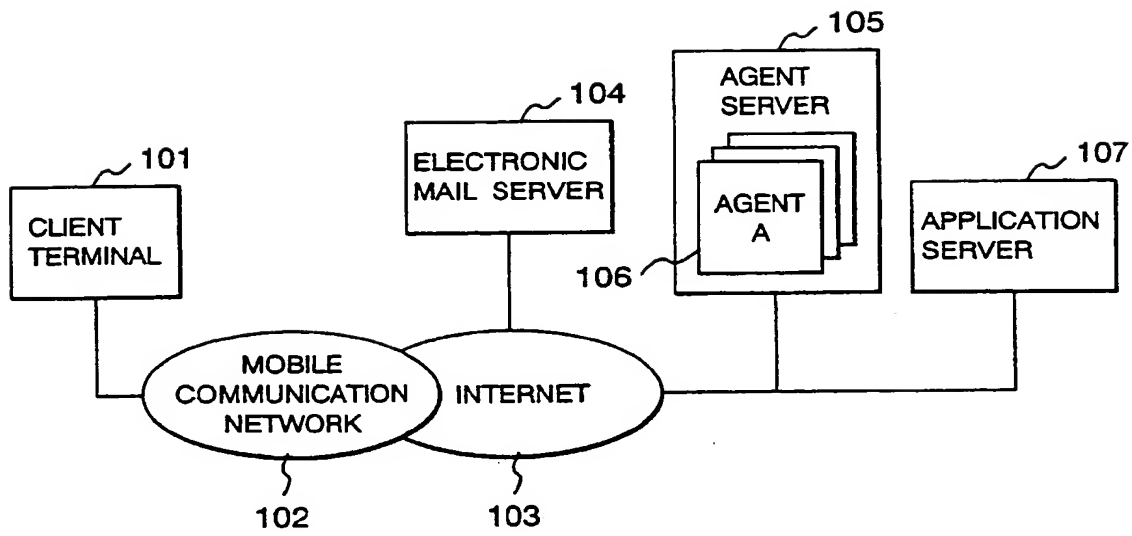 105
AGENT
SERVER
104
ELECTRONIC
MAIL SERVER
101
CLIENT
TERMINAL
107
APPLICATION
SERVER
AGENT
A
106
MOBILE
COMMUNICATION
NETWORK
INTERNET
102
103